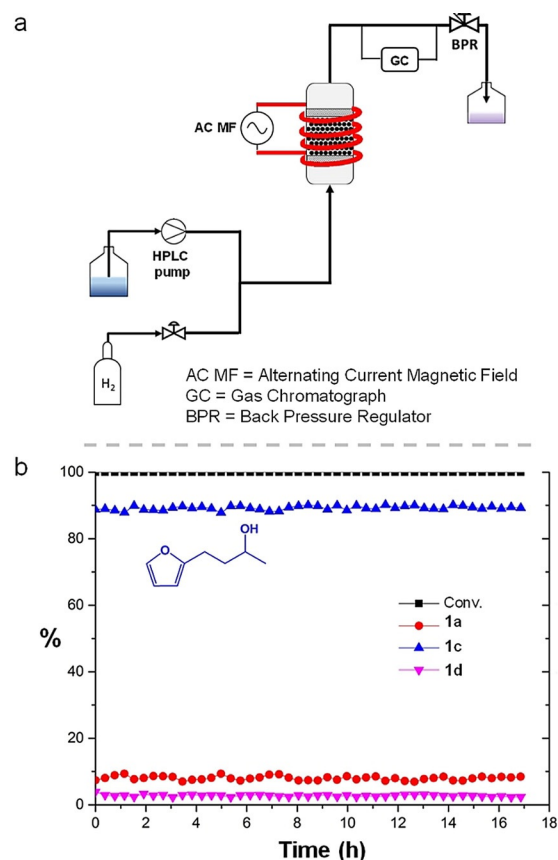 a
BPR
GC
AC MF
HPLC
pump
H2
AC MF = Alternating Current Magnetic Field
GC = Gas Chromatograph
BPR = Back Pressure Regulator
b
100
80
60
40
20
0
%
O
OH
Conv.
1a
1c
1d
0 2 4 6 8 10 12 14 16 18
Time (h)